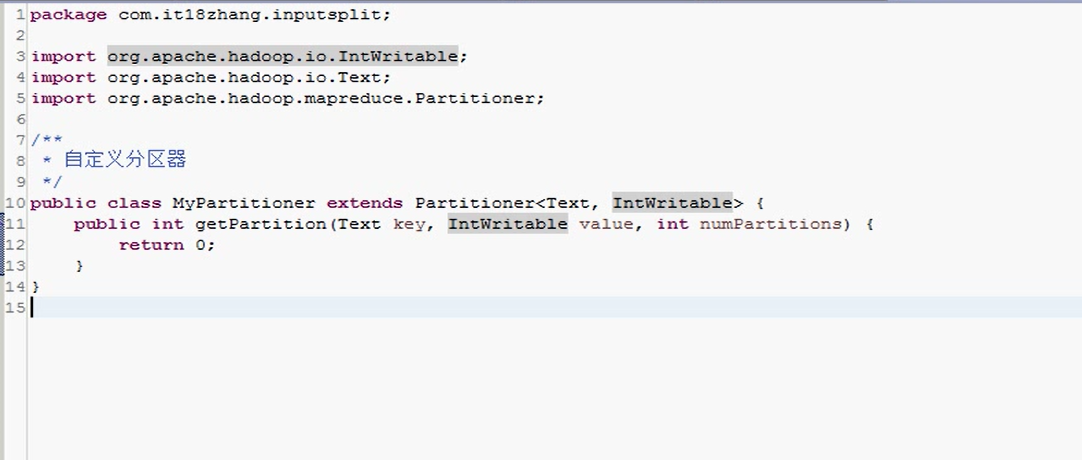 1 package com.it18zhang.inputsplit;
2
3 import org.apache.hadoop.io.IntWritable;
4 import org.apache.hadoop.io.Text;
5 import org.apache.hadoop.mapreduce.Partitioner;
6
7 /**
8  * 自定义分区器
9  */
10 public class MyPartitioner extends Partitioner<Text, IntWritable> {
11     public int getPartition(Text key, IntWritable value, int numPartitions) {
12         return 0;
13     }
14 }
15